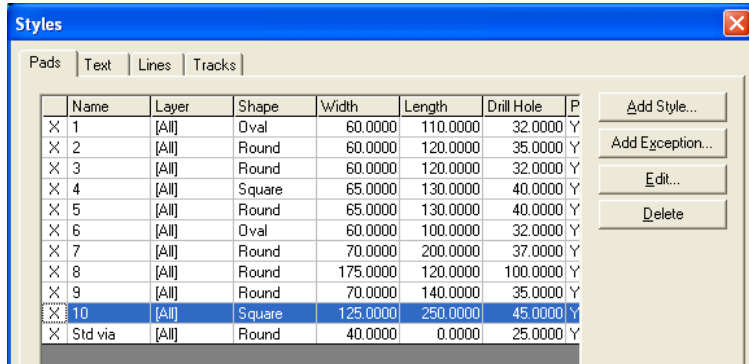 Styles
Pads Text Lines Tracks
Name Layer Shape Width Length Drill Hole P
X 1 [All] Oval 60.0000 110.0000 32.0000 Y
X 2 [All] Round 60.0000 120.0000 35.0000 Y
X 3 [All] Round 60.0000 120.0000 32.0000 Y
X 4 [All] Square 65.0000 130.0000 40.0000 Y
X 5 [All] Round 65.0000 130.0000 40.0000 Y
X 6 [All] Oval 60.0000 100.0000 32.0000 Y
X 7 [All] Round 70.0000 200.0000 37.0000 Y
X 8 [All] Round 175.0000 120.0000 100.0000 Y
X 9 [All] Round 70.0000 140.0000 35.0000 Y
X 10 [All] Square 125.0000 250.0000 45.0000 Y
X Std via [All] Round 40.0000 0.0000 25.0000 Y
Add Style...
Add Exception...
Edit...
Delete